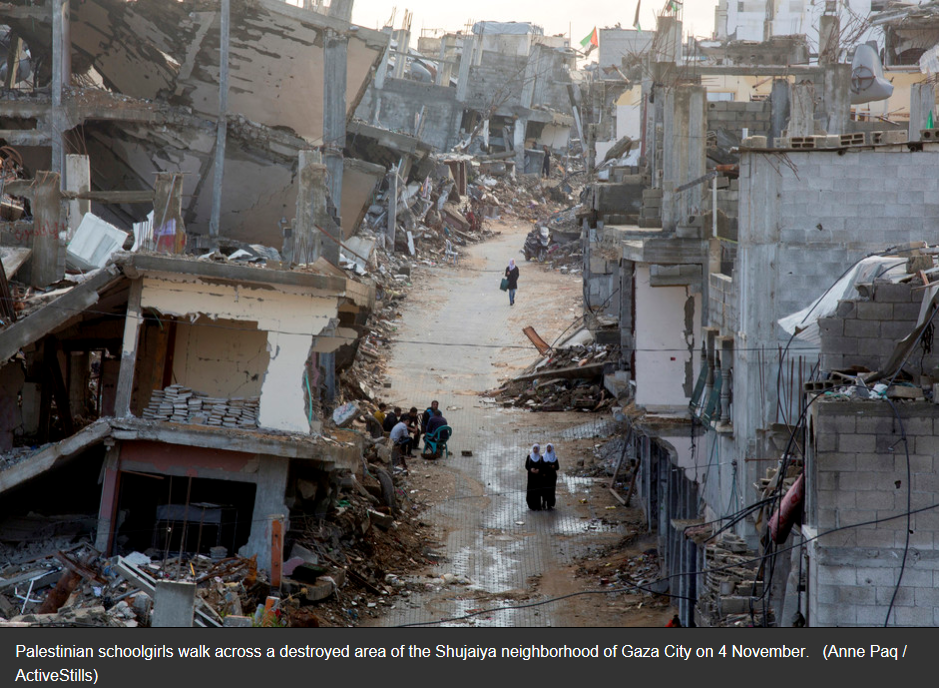 Palestinian schoolgirls walk across a destroyed area of the Shujaiya neighborhood of Gaza City on 4 November. (Anne Paq /
ActiveStills)